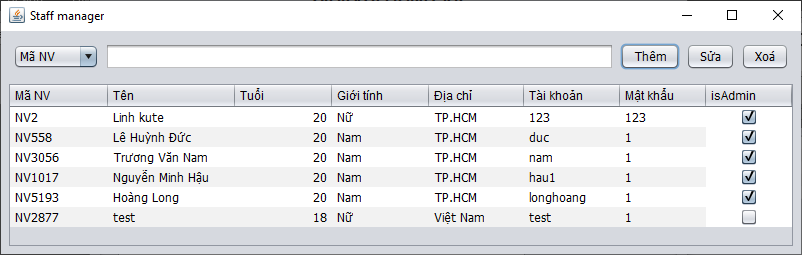 Staff manager
Mã NV Thêm Sửa Xoá
Mã NV Tên Tuổi Giới tính Địa chỉ Tài khoản Mật khẩu isAdmin
NV2 Linh kute 20 Nữ TP.HCM 123 123
NV558 Lê Huỳnh Đức 20 Nam TP.HCM duc 1
NV3056 Trương Văn Nam 20 Nam TP.HCM nam 1
NV1017 Nguyễn Minh Hậu 20 Nam TP.HCM hau1 1
NV5193 Hoàng Long 20 Nam TP.HCM longhoang 1
NV2877 test 18 Nữ Việt Nam test 1